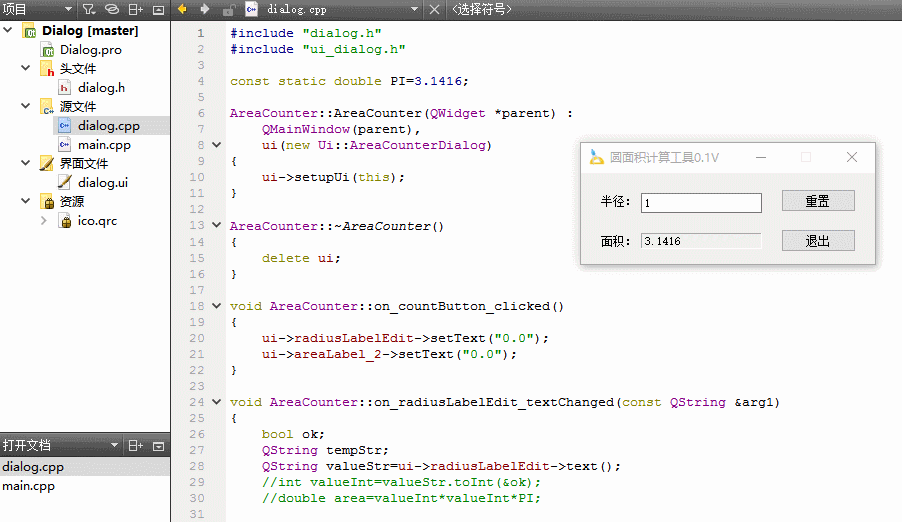 项目
dialog.cpp
<选择符号>
Dialog [master]
Dialog.pro
头文件
dialog.h
源文件
dialog.cpp
main.cpp
界面文件
dialog.ui
资源
ico.qrc
打开文档
dialog.cpp
main.cpp
1 #include "dialog.h"
2 #include "ui_dialog.h"
3
4 const static double PI=3.1416;
5
6 AreaCounter::AreaCounter(QWidget *parent) :
7 QMainWindow(parent),
8 ui(new Ui::AreaCounterDialog)
9 {
10 ui->setupUi(this);
11 }
12
13 AreaCounter::~AreaCounter()
14 {
15 delete ui;
16 }
17
18 void AreaCounter::on_countButton_clicked()
19 {
20 ui->radiusLabelEdit->setText("0.0");
21 ui->areaLabel_2->setText("0.0");
22 }
23
24 void AreaCounter::on_radiusLabelEdit_textChanged(const QString &arg1)
25 {
26 bool ok;
27 QString tempStr;
28 QString valueStr=ui->radiusLabelEdit->text();
29 //int valueInt=valueStr.toInt(&ok);
30 //double area=valueInt*valueInt*PI;
31
圆面积计算工具0.1V
半径: 1 重置
面积: 3.1416 退出